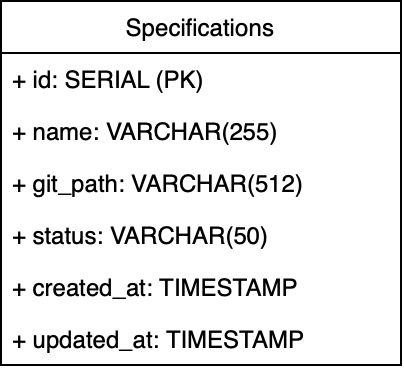 Specifications
+ id: SERIAL (PK)
+ name: VARCHAR(255)
+ git_path: VARCHAR(512)
+ status: VARCHAR(50)
+ created_at: TIMESTAMP
+ updated_at: TIMESTAMP